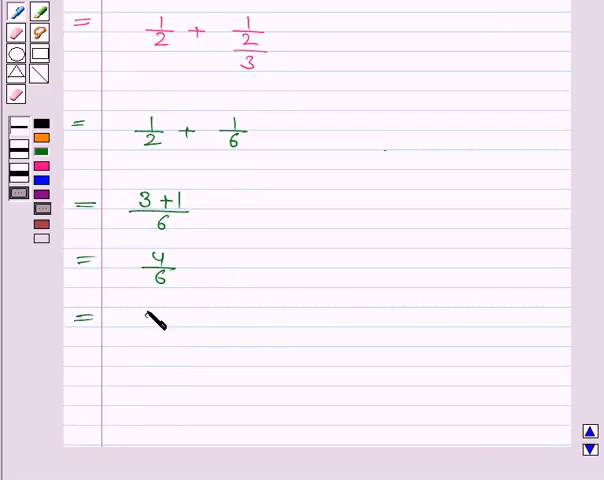 = 1/2 + 1/2/3
= 1/2 + 1/6
= 3+1/6
= 4/6
=